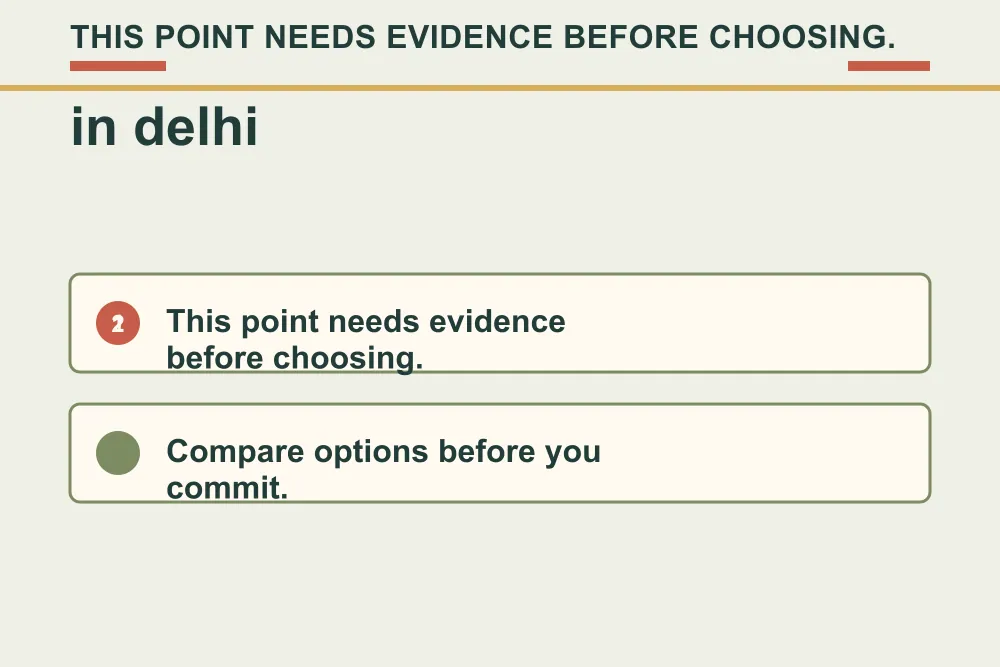 THIS POINT NEEDS EVIDENCE BEFORE CHOOSING.
in delhi
2
This point needs evidence
before choosing.
Compare options before you
commit.